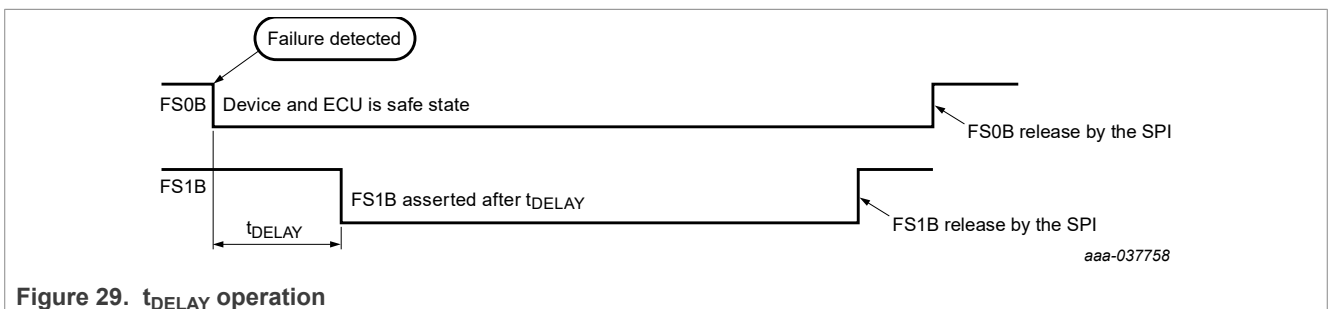 Failure detected
FS0B Device and ECU is safe state
FS0B release by the SPI
FS1B
FS1B asserted after tDELAY
tDELAY
FS1B release by the SPI
aaa-037758
Figure 29. tDELAY operation